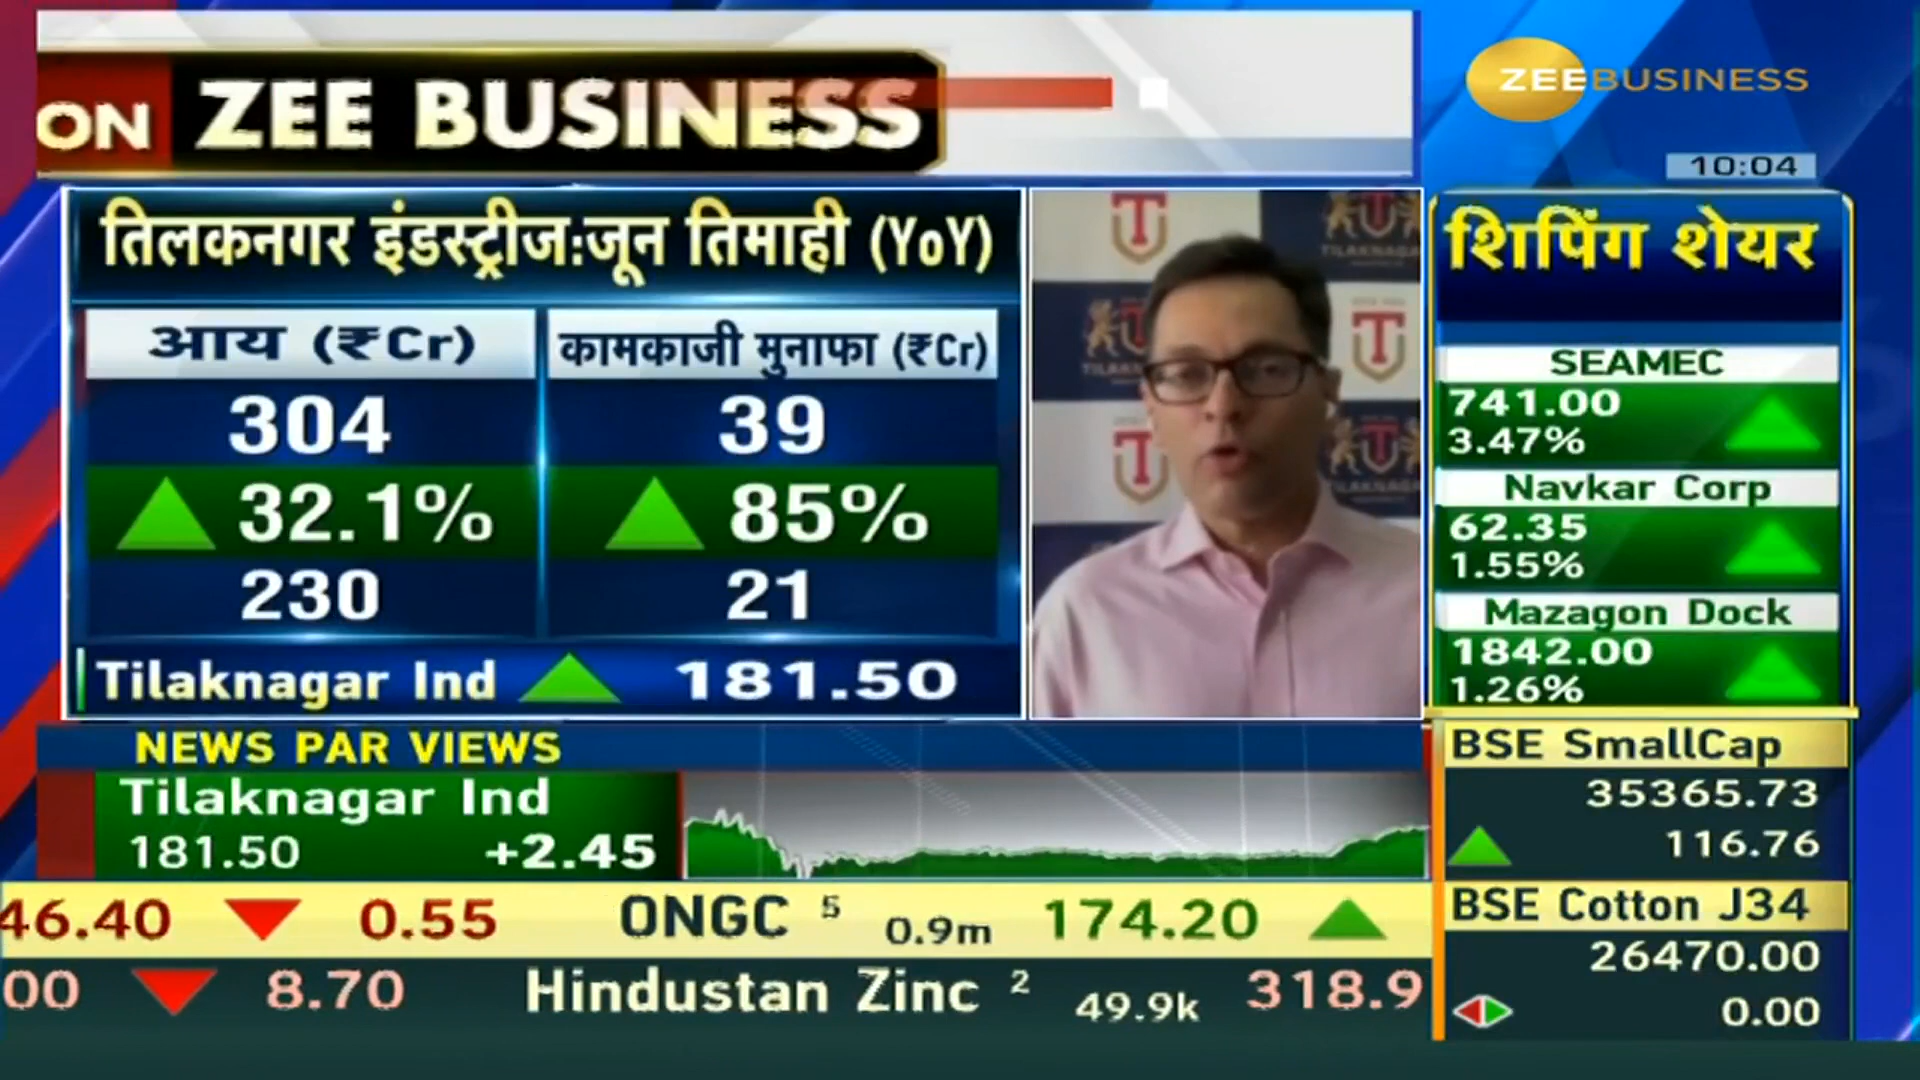 ON ZEE BUSINESS
ZEEBUSINESS
10:04
तिलकनगर इंडस्ट्रीज:जून तिमाही (YoY)
आय (₹Cr) कामकाजी मुनाफा (₹Cr)
304 39
32.1% 85%
230 21
Tilaknagar Ind 181.50
T
TILAKNAGAR
T
T
शिपिंग शेयर
SEAMEC
741.00
3.47%
Navkar Corp
62.35
1.55%
Mazagon Dock
1842.00
1.26%
NEWS PAR VIEWS
Tilaknagar Ind
181.50 +2.45
BSE SmallCap
35365.73
116.76
BSE Cotton J34
26470.00
0.00
46.40 0.55 ONGC 5 0.9m 174.20
00 8.70 Hindustan Zinc 2 49.9k 318.9